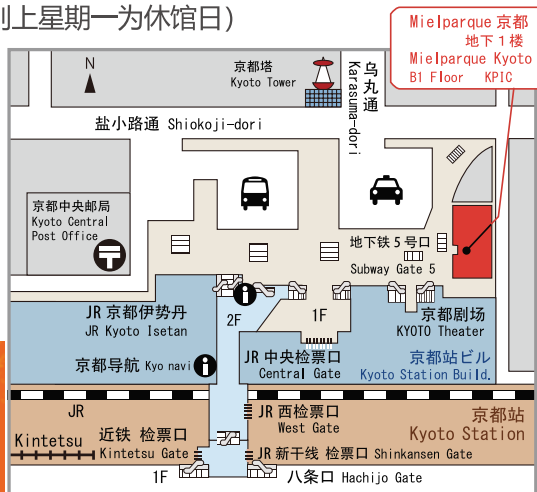 则上星期一为休馆日）
Mielparque 京都
地下1楼
Mielparque Kyoto
B1 Floor KPIC
N
京都塔
Kyoto Tower
乌丸通
Karasuma-dori
盐小路通 Shiokoji-dori
京都中央邮局
Kyoto Central
Post Office
地下铁5号口
Subway Gate 5
JR 京都伊势丹
JR Kyoto Isetan
2F
1F
京都剧场
KYOTO Theater
京都导航 Kyo navi
JR 中央检票口
Central Gate
京都站ビル
Kyoto Station Build.
JR
JR 西检票口
West Gate
京都站
Kyoto Station
Kintetsu
近铁 检票口
Kintetsu Gate
JR 新干线 检票口 Shinkansen Gate
1F
八条口 Hachijo Gate